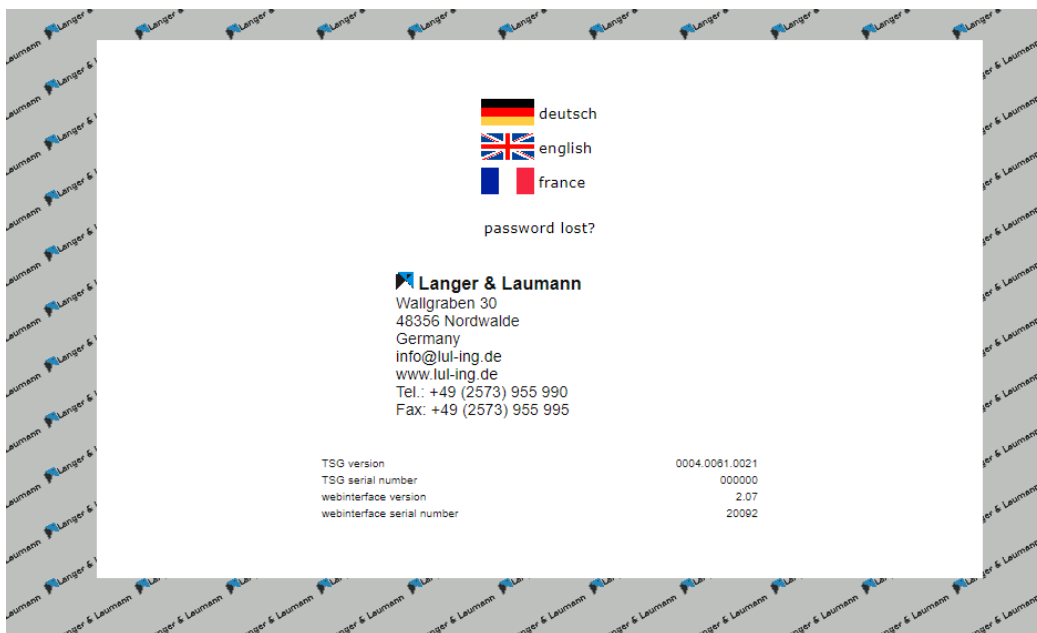 deutsch
english
france
password lost?
Langer & Laumann
Wallgraben 30
48356 Nordwalde
Germany
info@lul-ing.de
www.lul-ing.de
Tel.: +49 (2573) 955 990
Fax: +49 (2573) 955 995
TSG version 0004.0061.0021
TSG serial number 000000
webinterface version 2.07
webinterface serial number 20092